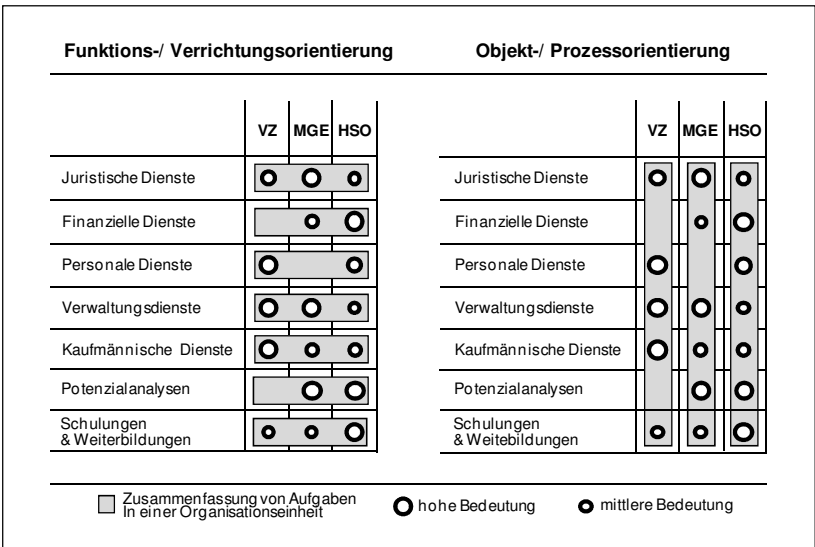 Funktions-/ Verrichtungsorientierung
Objekt-/ Prozessorientierung
VZ MGE HSO
Juristische Dienste
Finanzielle Dienste
Personale Dienste
Verwaltungsdienste
Kaufmännische Dienste
Potenzialanalysen
Schulungen
& Weiterbildungen
VZ MGE HSO
Juristische Dienste
Finanzielle Dienste
Personale Dienste
Verwaltungsdienste
Kaufmännische Dienste
Potenzialanalysen
Schulungen
& Weitebildungen
Zusammenfassung von Aufgaben
In einer Organisationseinheit
hohe Bedeutung
mittlere Bedeutung